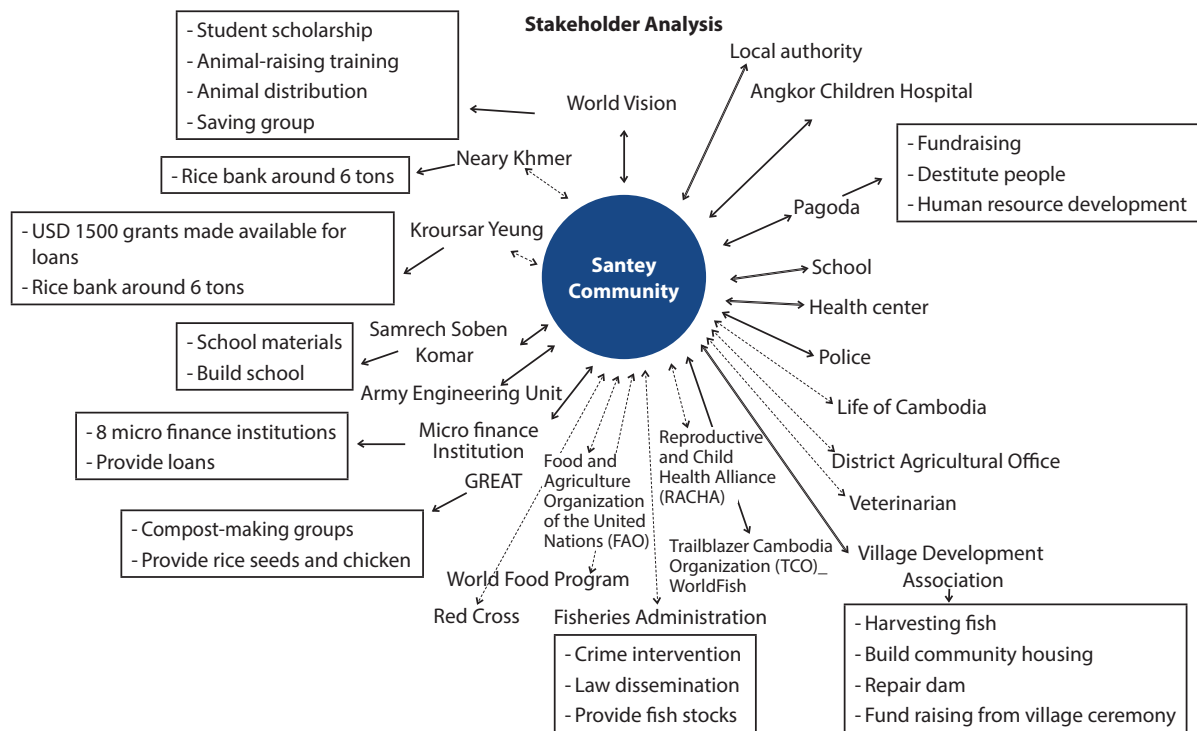 Stakeholder Analysis
- Student scholarship
- Animal-raising training
- Animal distribution
- Saving group
World Vision
Local authority
Angkor Children Hospital
- Fundraising
- Destitute people
- Human resource development
Pagoda
Neary Khmer
- Rice bank around 6 tons
Kroursar Yeung
- USD 1500 grants made available for
loans
- Rice bank around 6 tons
Santey
Community
School
Health center
Police
Samrech Soben
Komar
- School materials
- Build school
Army Engineering Unit
Life of Cambodia
Micro finance
Institution
- 8 micro finance institutions
- Provide loans
GREAT
- Compost-making groups
- Provide rice seeds and chicken
Food and
Agriculture
Organization
of the United
Nations (FAO)
Reproductive
and Child
Health Alliance
(RACHA)
District Agricultural Office
Veterinarian
World Food Program
Red Cross
Trailblazer Cambodia
Organization (TCO)_
WorldFish
Village Development
Association
Fisheries Administration
- Crime intervention
- Law dissemination
- Provide fish stocks
- Harvesting fish
- Build community housing
- Repair dam
- Fund raising from village ceremony